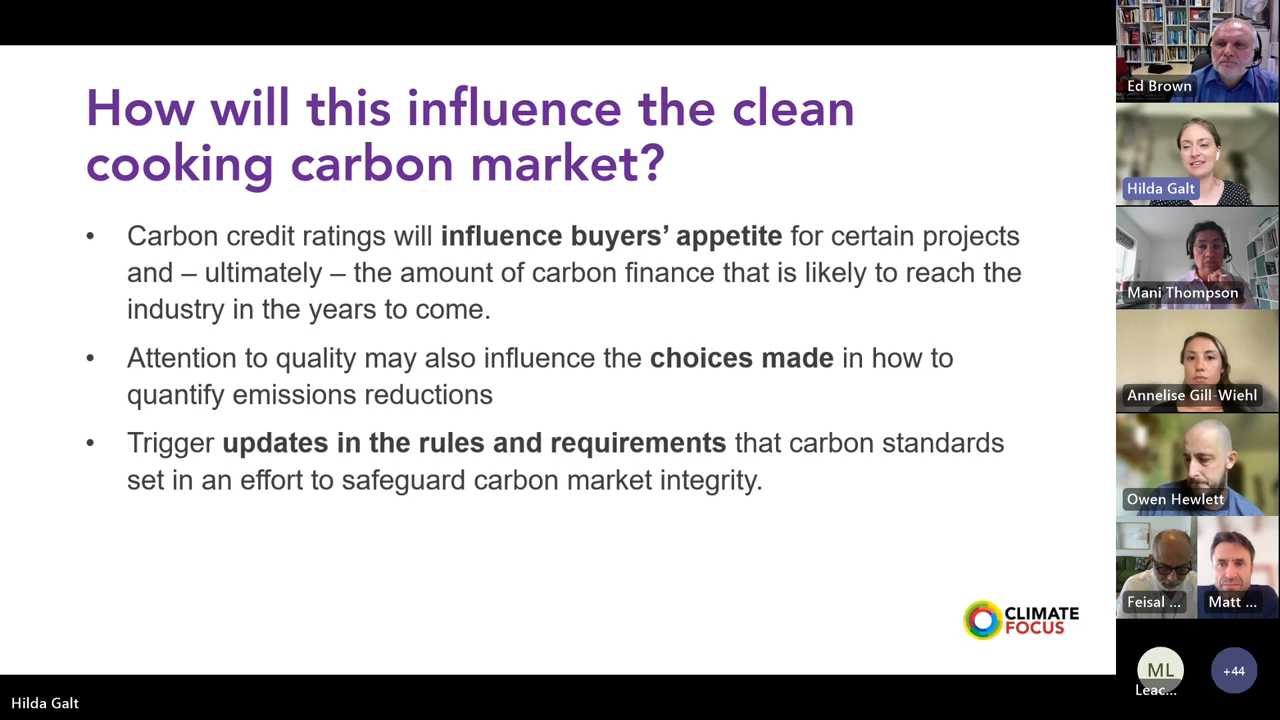 How will this influence the clean
cooking carbon market?
• Carbon credit ratings will influence buyers’ appetite for certain projects
and – ultimately – the amount of carbon finance that is likely to reach the
industry in the years to come.
• Attention to quality may also influence the choices made in how to
quantify emissions reductions
• Trigger updates in the rules and requirements that carbon standards
set in an effort to safeguard carbon market integrity.
CLIMATE
FOCUS
Hilda Galt
Ed Brown
Hilda Galt
Mani Thompson
Annelise Gill-Wiehl
Owen Hewlett
Feisal ...
Matt ...
ML
Leac...
+44